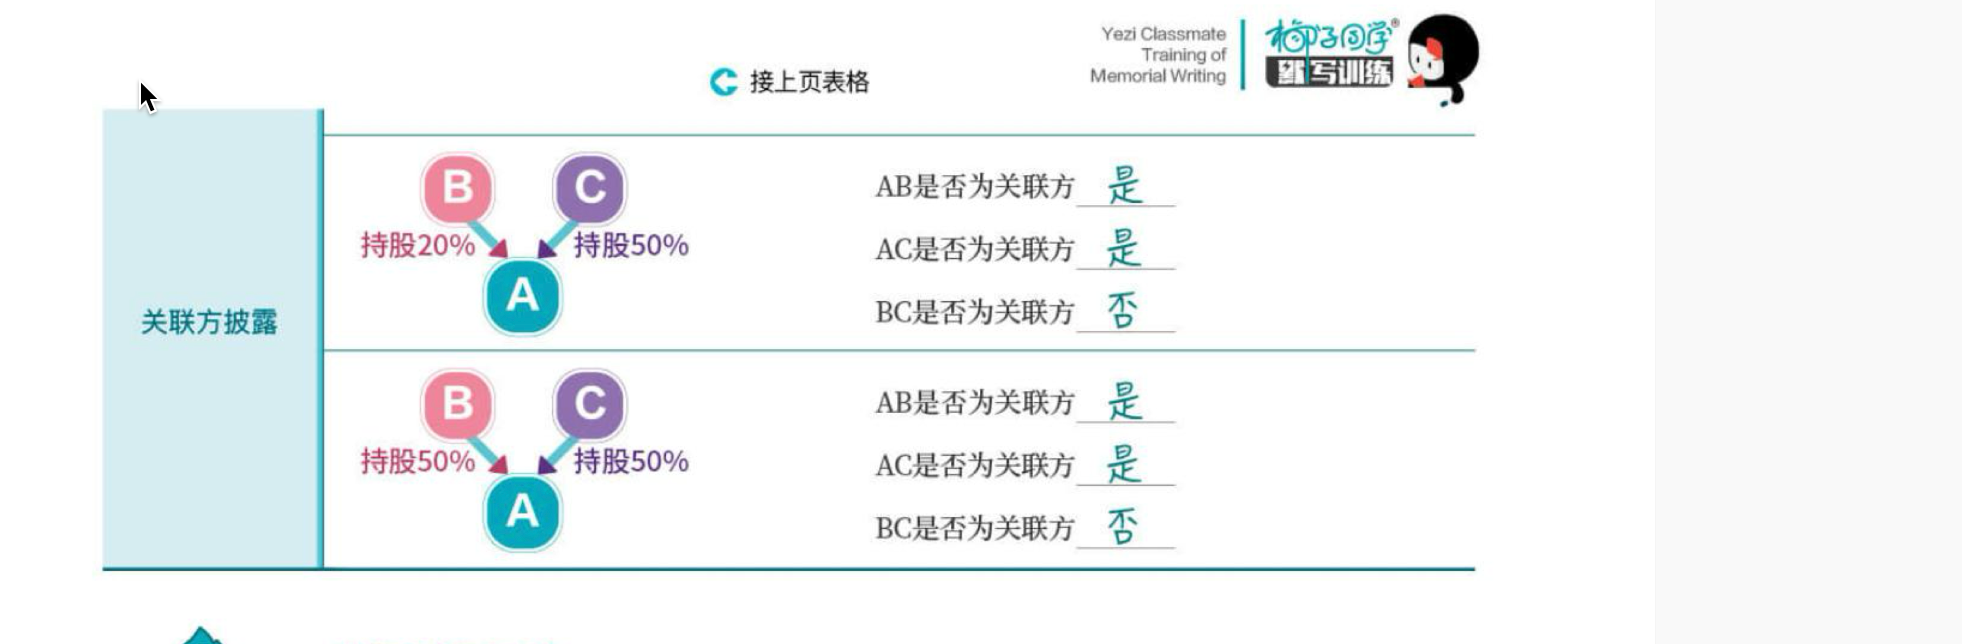 Yezi Classmate
Training of
Memorial Writing
椰子同学®
默写训练
接上页表格
关联方披露
B
C
持股20%
持股50%
A
AB是否为关联方 是
AC是否为关联方 是
BC是否为关联方 否
B
C
持股50%
持股50%
A
AB是否为关联方 是
AC是否为关联方 是
BC是否为关联方 否